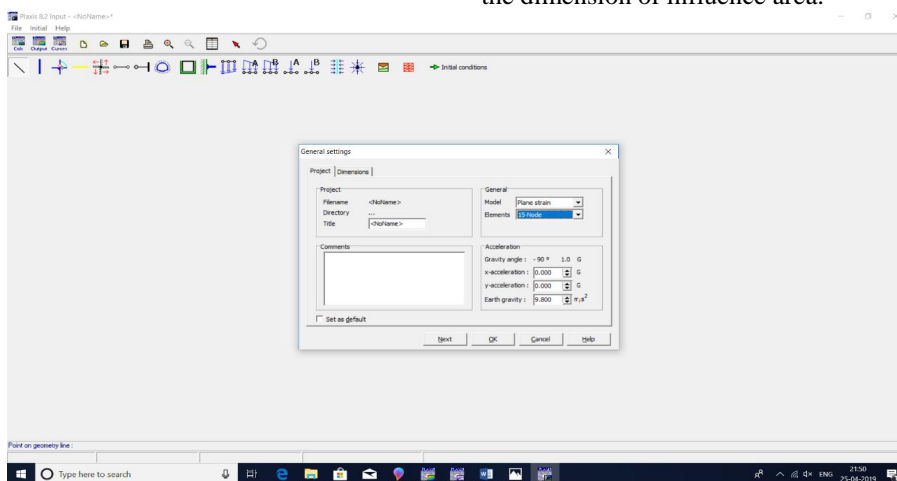 the dimension of influence area.
Plaxis 8.2 Input - <NoName>*
File Initial Help
Calc Output Curves
A B A B Initial conditions
General settings
Project Dimensions
Project
Filename <NoName>
Directory ...
Title <NoName>
General
Model Plane strain
Elements 15-Node
Comments
Acceleration
Gravity angle : - 90 ° 1.0 G
x-acceleration : 0.000 G
y-acceleration : 0.000 G
Earth gravity : 9.800 m/s²
Set as default
Next OK Cancel Help
Point on geometry line :
Type here to search
ENG 21:50
25-04-2019